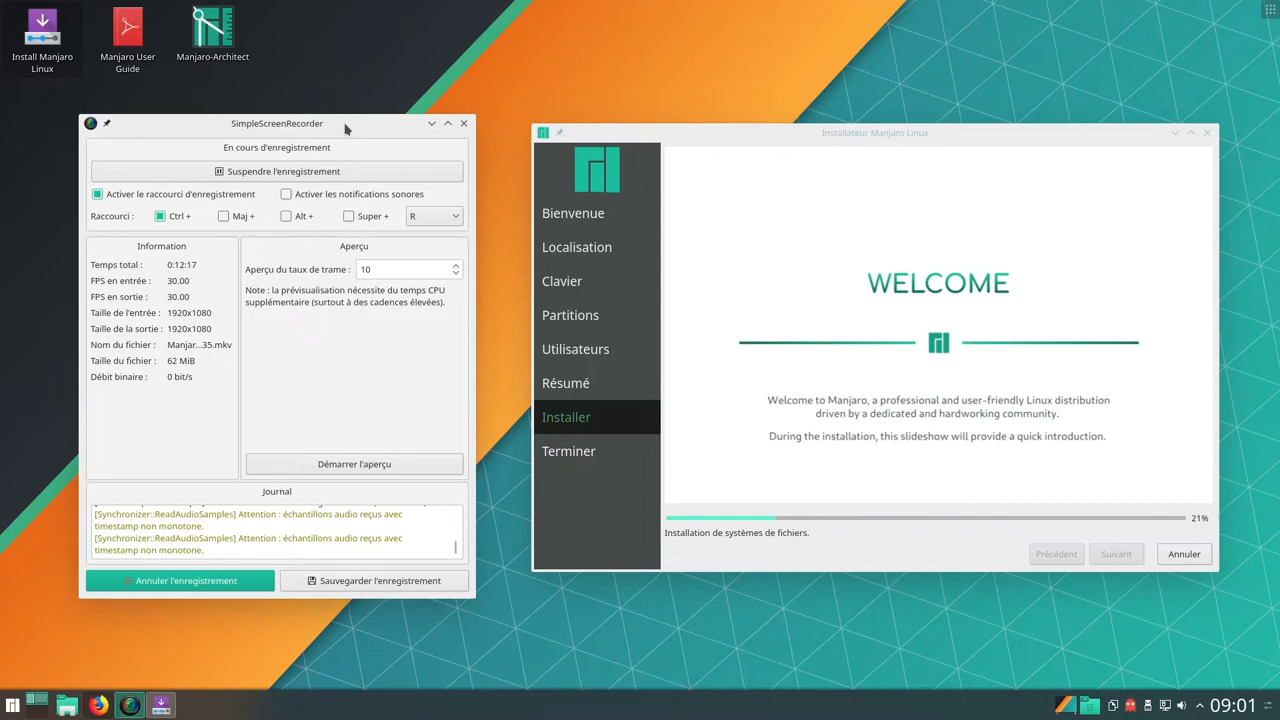 Install Manjaro
Linux
Manjaro User
Guide
Manjaro-Architect
SimpleScreenRecorder
En cours d'enregistrement
Suspendre l'enregistrement
Activer le raccourci d'enregistrement
Activer les notifications sonores
Raccourci :
Ctrl +
Maj +
Alt +
Super +
R
Information
Temps total : 0:12:17
FPS en entrée : 30.00
FPS en sortie : 30.00
Taille de l'entrée : 1920x1080
Taille de la sortie : 1920x1080
Nom du fichier : Manjar...35.mkv
Taille du fichier : 62 MiB
Débit binaire : 0 bit/s
Aperçu
Aperçu du taux de trame : 10
Note : la prévisualisation nécesite du temps CPU
supplémentaire (surtout à des cadences élevées).
Démarrer l'aperçu
Journal
[Synchronizer::ReadAudioSamples] Attention : échantillons audio reçus avec
timestamp non monotone.
[Synchronizer::ReadAudioSamples] Attention : échantillons audio reçus avec
timestamp non monotone.
Annuler l'enregistrement
Sauvegarder l'enregistrement
Installateur Manjaro Linux
Bienvenue
Localisation
Clavier
Partitions
Utilisateurs
Résumé
Installer
Terminer
WELCOME
Welcome to Manjaro, a professional and user-friendly Linux distribution
driven by a dedicated and hardworking community.
During the installation, this slideshow will provide a quick introduction.
21%
Installation de systèmes de fichiers.
Précédent
Suivant
Annuler
09:01